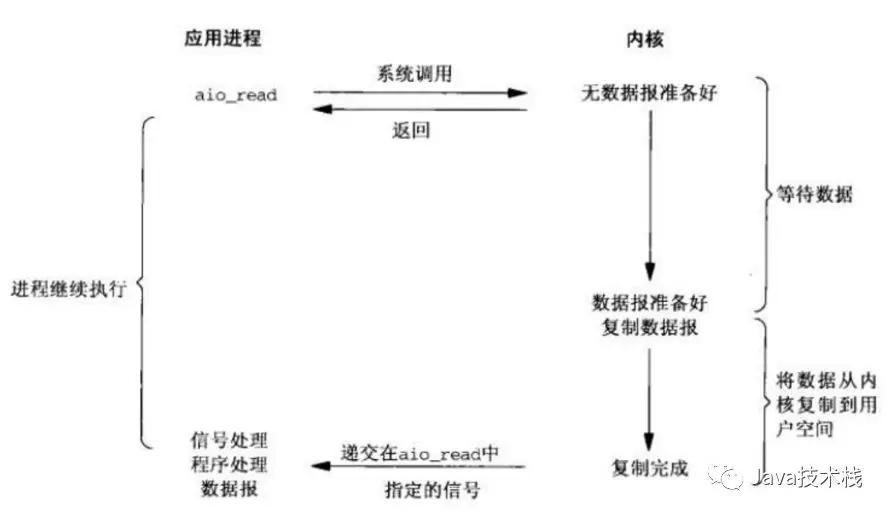 应用进程
内核
系统调用
aio_read
无数据报准备好
返回
等待数据
进程继续执行
数据报准备好
复制数据报
将数据从内
核复制到用
户空间
信号处理
程序处理
数据报
递交在aio_read中
指定的信号
复制完成
Java技术栈